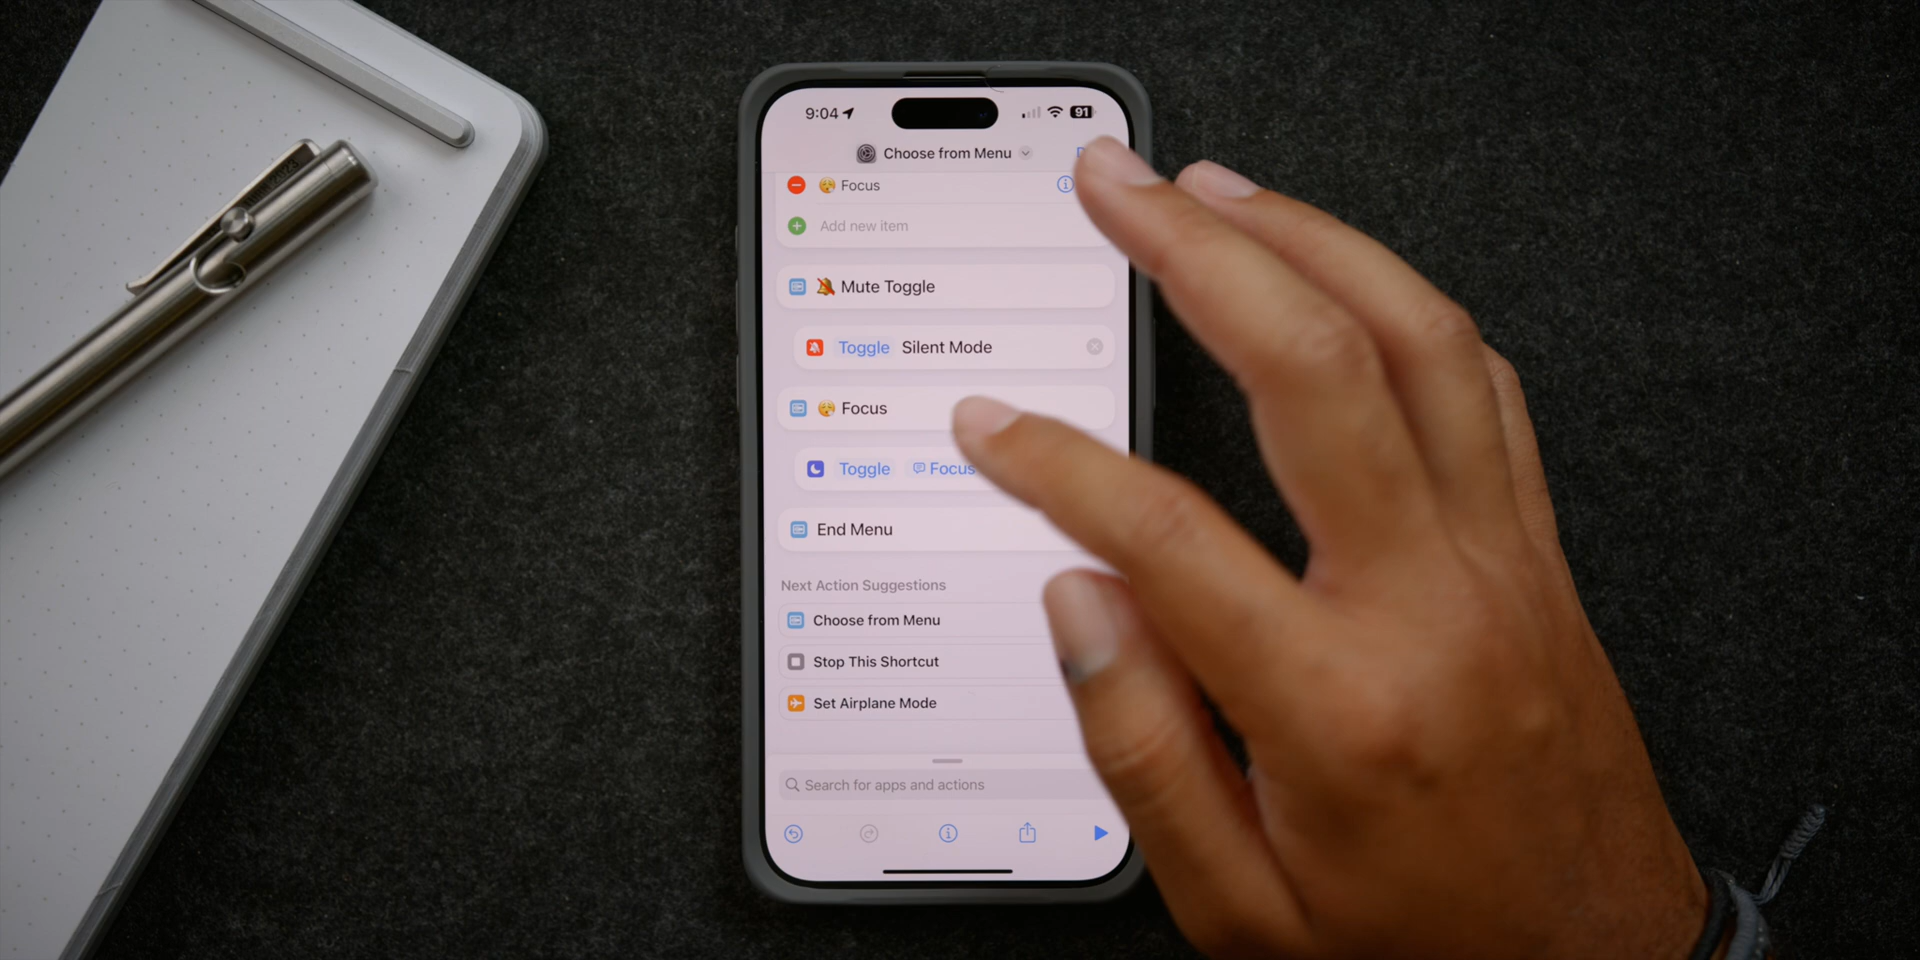 9:04
91
Choose from Menu
😴 Focus
Add new item
🔕 Mute Toggle
Toggle Silent Mode
😴 Focus
Toggle Focus
End Menu
Next Action Suggestions
Choose from Menu
Stop This Shortcut
Set Airplane Mode
Search for apps and actions